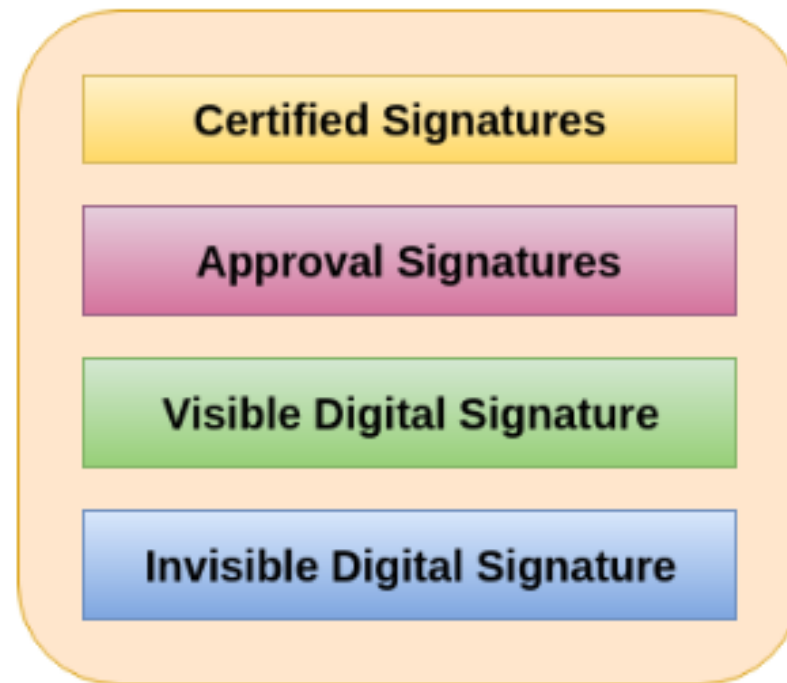 Certified Signatures
Approval Signatures
Visible Digital Signature
Invisible Digital Signature